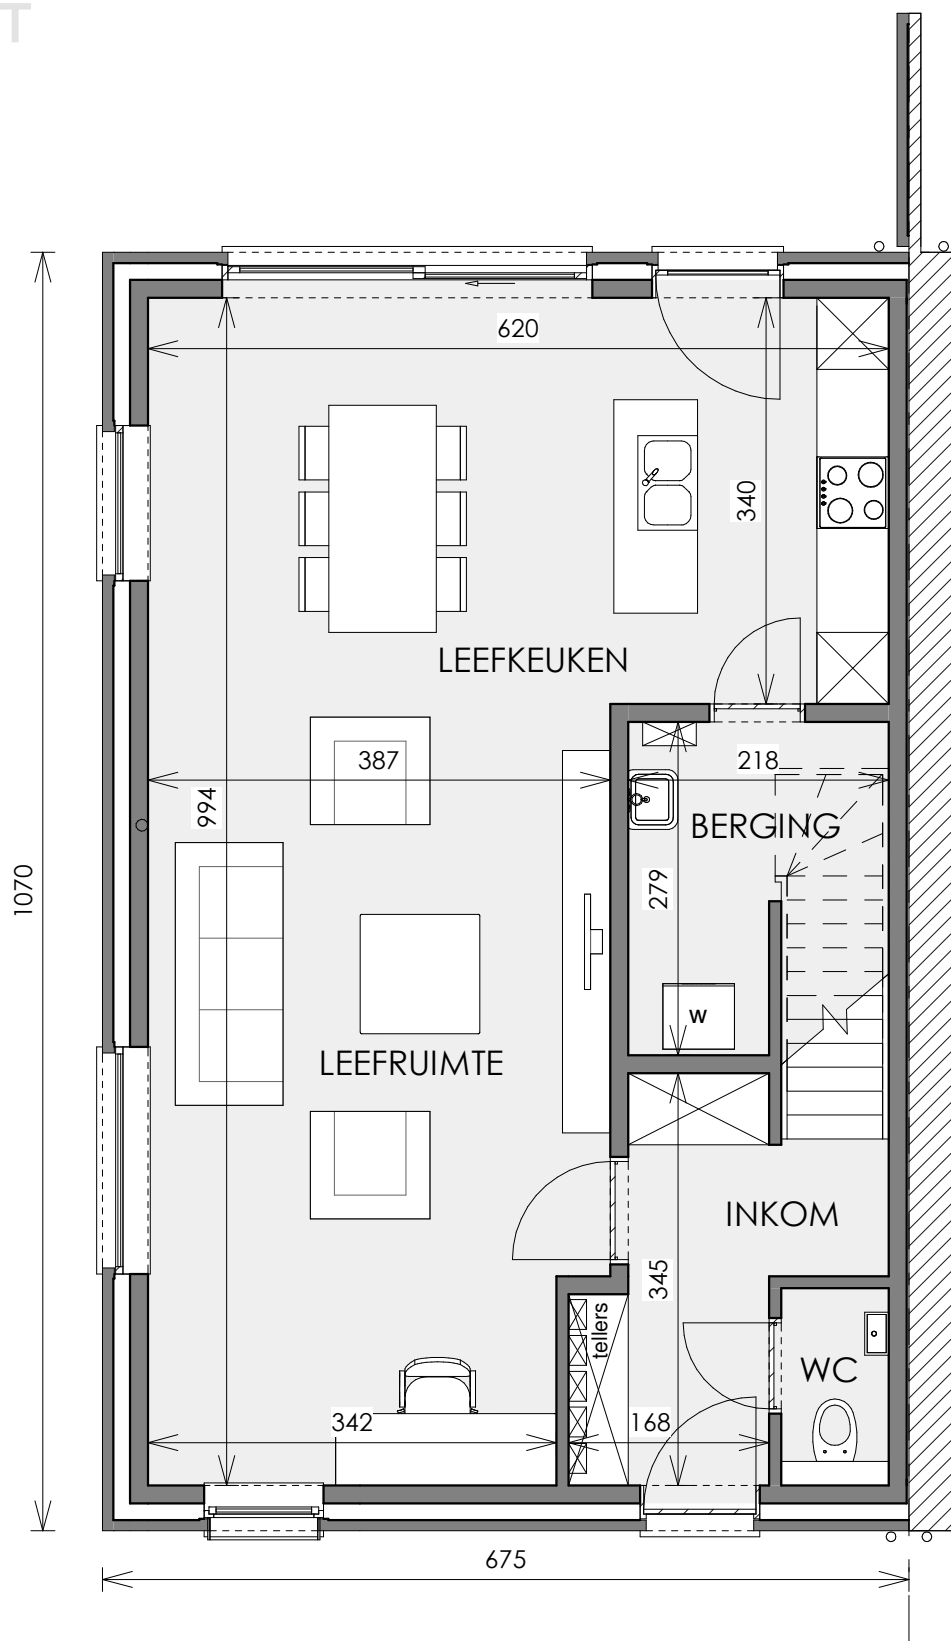 T
620
340
LEEFKEUKEN
387
218
994
BERGING
1070
279
w
LEEFRUIMTE
INKOM
345
tellers
WC
342
168
675